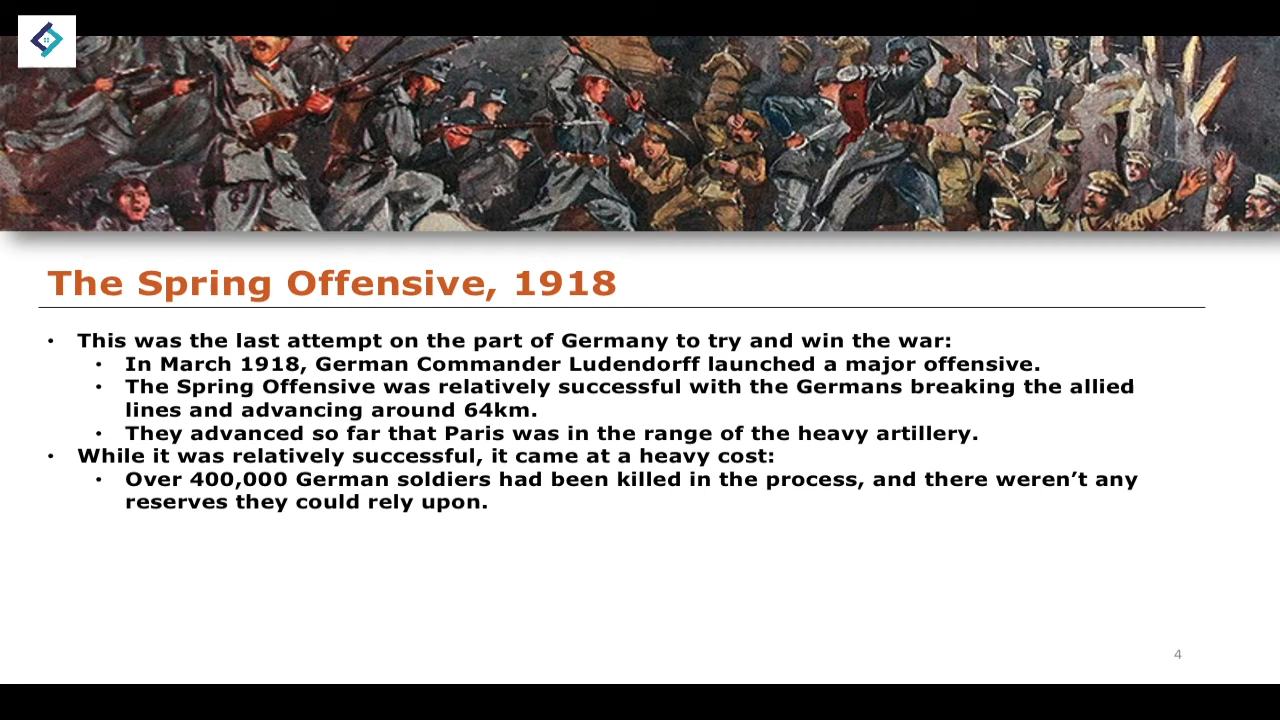 The Spring Offensive, 1918
• This was the last attempt on the part of Germany to try and win the war:
• In March 1918, German Commander Ludendorff launched a major offensive.
• The Spring Offensive was relatively successful with the Germans breaking the allied
lines and advancing around 64km.
• They advanced so far that Paris was in the range of the heavy artillery.
• While it was relatively successful, it came at a heavy cost:
• Over 400,000 German soldiers had been killed in the process, and there weren’t any
reserves they could rely upon.
4